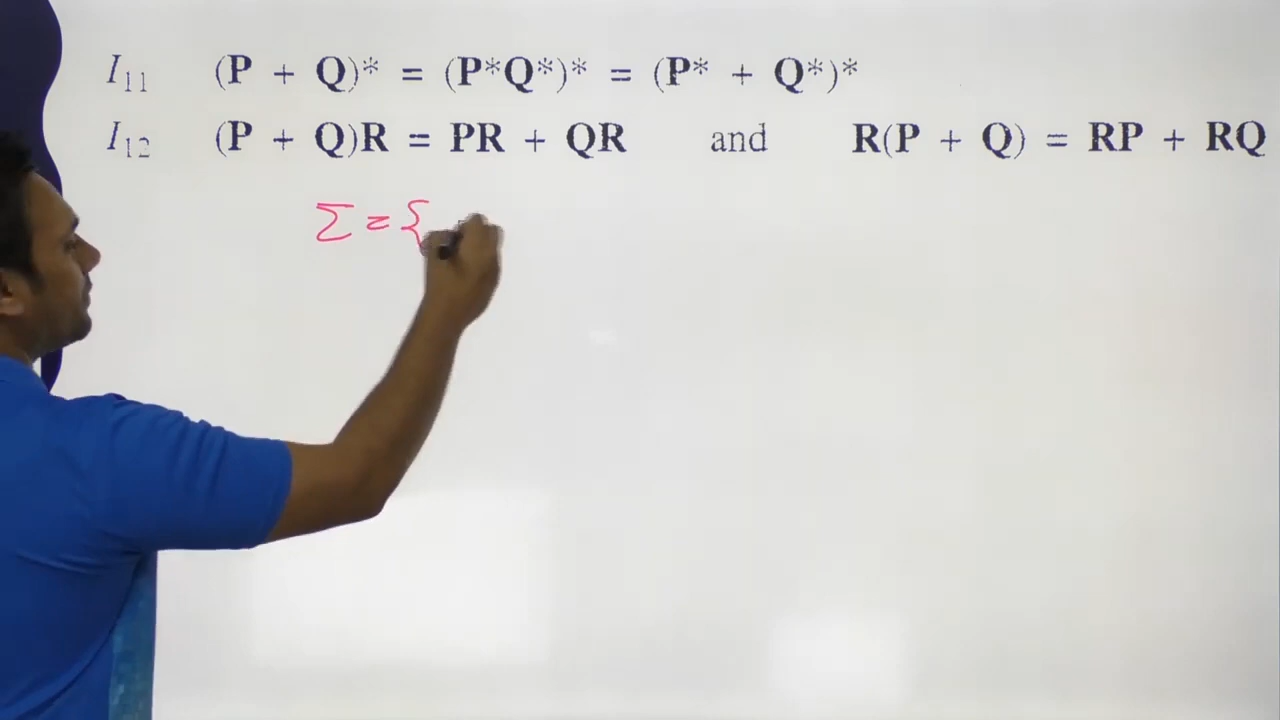 I₁₁ (P + Q)* = (P*Q*)* = (P* + Q*)*
I₁₂ (P + Q)R = PR + QR and R(P + Q) = RP + RQ
Σ = {